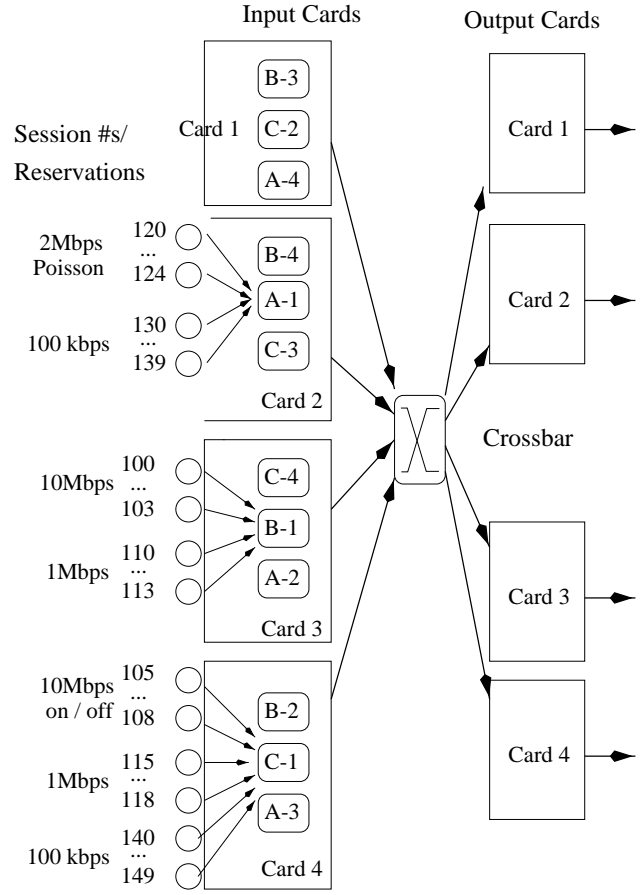 Input Cards
Output Cards
Session #s/
Reservations
Card 1
B-3
C-2
A-4
2Mbps
Poisson
120
...
124
100 kbps
130
...
139
B-4
A-1
C-3
Card 2
10Mbps
100
...
103
1Mbps
110
...
113
C-4
B-1
A-2
Card 3
10Mbps
on / off
105
...
108
1Mbps
115
...
118
100 kbps
140
...
149
B-2
C-1
A-3
Card 4
Crossbar
Card 1
Card 2
Card 3
Card 4